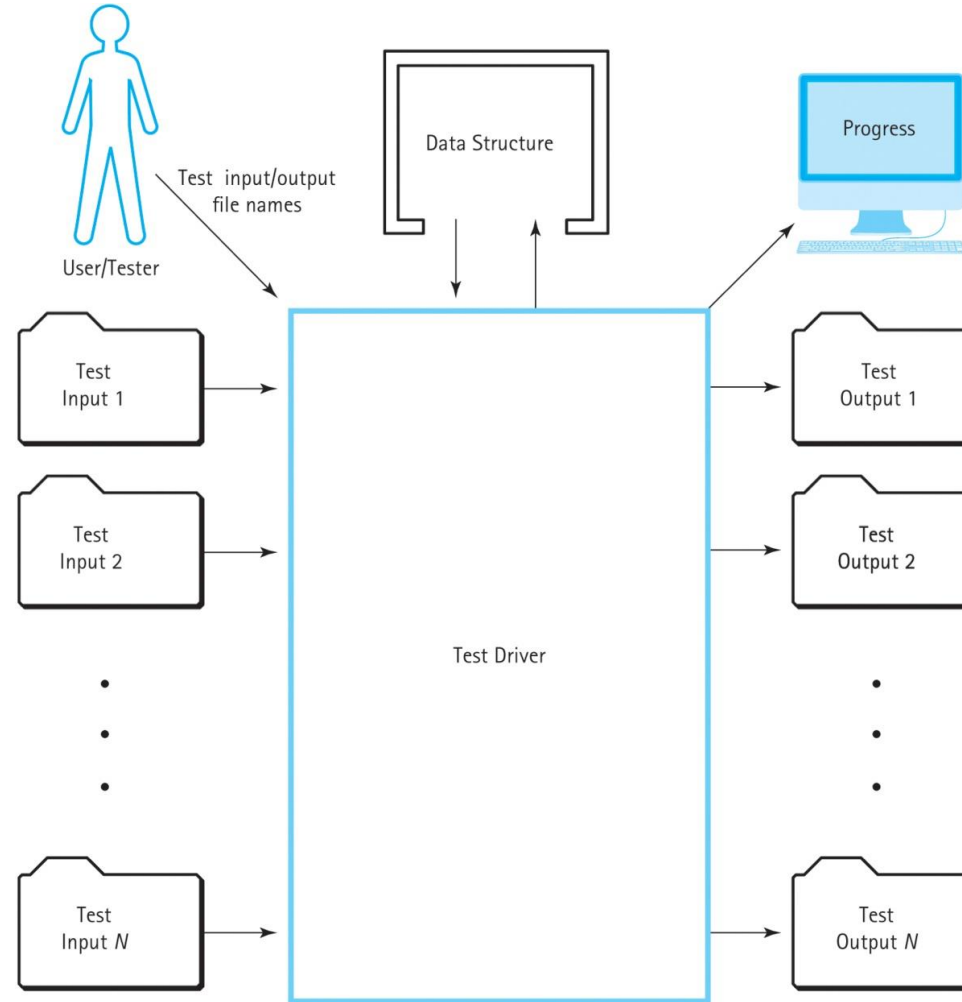 Data Structure
Progress
Test input/output
file names
User/Tester
Test
Input 1
Test
Output 1
Test
Input 2
Test
Output 2
Test Driver
Test
Input N
Test
Output N